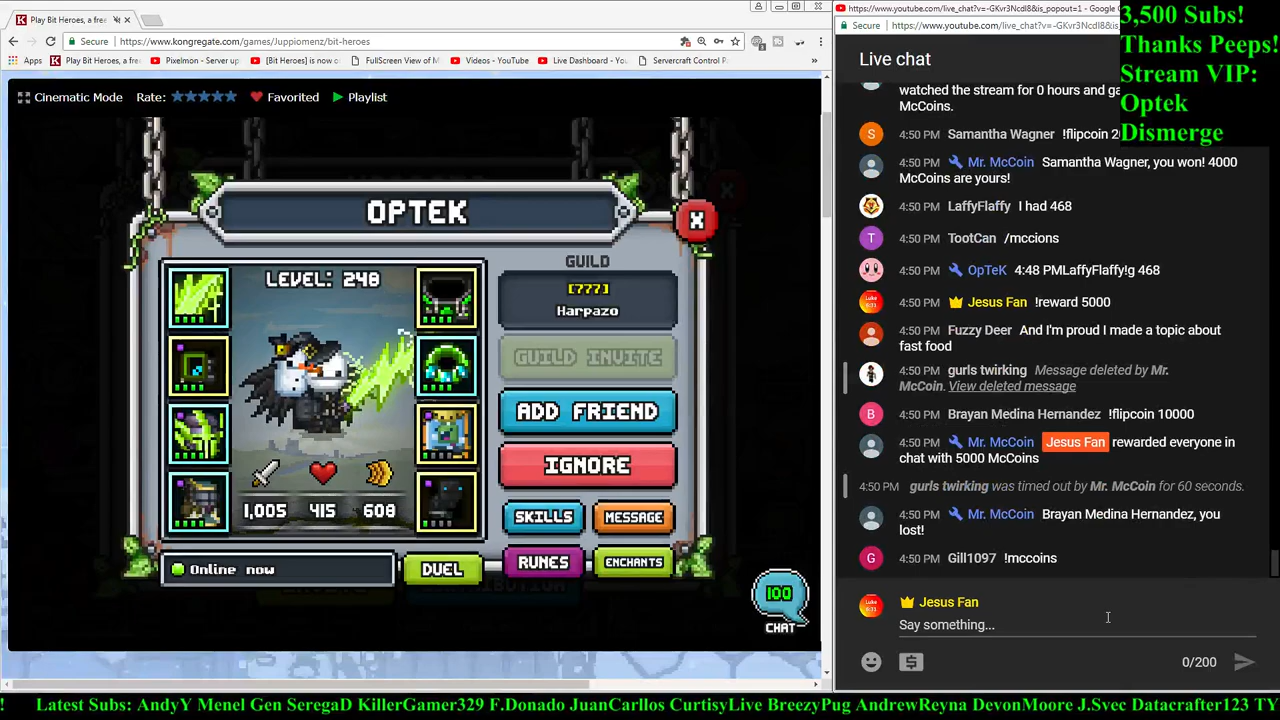 Play Bit Heroes, a free
Secure https://www.kongregate.com/games/Juppiomenz/bit-heroes
Apps Play Bit Heroes, a free [Bit Heroes] is now o FullScreen View of M Videos - YouTube Live Dashboard - You Servercraft Control P »
Cinematic Mode Rate: Favorited Playlist
OPTEK
X
LEVEL: 248
GUILD
[777]
Harpazo
GUILD INVITE
ADD FRIEND
IGNORE
1,005 415 608
SKILLS MESSAGE
Online now DUEL RUNES ENCHANTS
100
CHAT
https://www.youtube.com/live_chat?v=-GKvr3NcdI8&is_popout=1 - Google Chr
Secure https://www.youtube.com/live_chat?v=-GKvr3NcdI8&is
3,500 Subs!
Thanks Peeps!
Stream VIP:
Optek
Dismerge
Live chat
watched the stream for 0 hours and ga
McCoins.
4:50 PM Samantha Wagner !flipcoin 20
4:50 PM Mr. McCoin Samantha Wagner, you won! 4000
McCoins are yours!
4:50 PM LaffyFlaffy I had 468
4:50 PM TootCan /mccions
4:50 PM OpTeK 4:48 PMLaffyFlaffy!g 468
4:50 PM Jesus Fan !reward 5000
4:50 PM Fuzzy Deer And I'm proud I made a topic about
fast food
4:50 PM gurls twirking Message deleted by Mr.
McCoin. View deleted message
4:50 PM Brayan Medina Hernandez !flipcoin 10000
4:50 PM Mr. McCoin Jesus Fan rewarded everyone in
chat with 5000 McCoins
4:50 PM gurls twirking was timed out by Mr. McCoin for 60 seconds.
4:50 PM Mr. McCoin Brayan Medina Hernandez, you
lost!
4:50 PM Gill1097 !mccoins
Jesus Fan
Say something...
0/200
! Latest Subs: AndyY Menel Gen SeregaD KillerGamer329 F.Donado JuanCarllos CurtisyLive BreezyPug AndrewReyna DevonMoore J.Svec Datacrafter123 TY